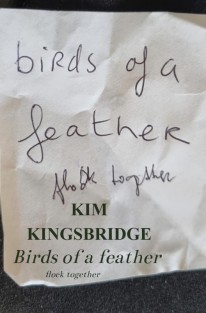 birds of a
feather
flock together
KIM
KINGSBRIDGE
Birds of a feather
flock together